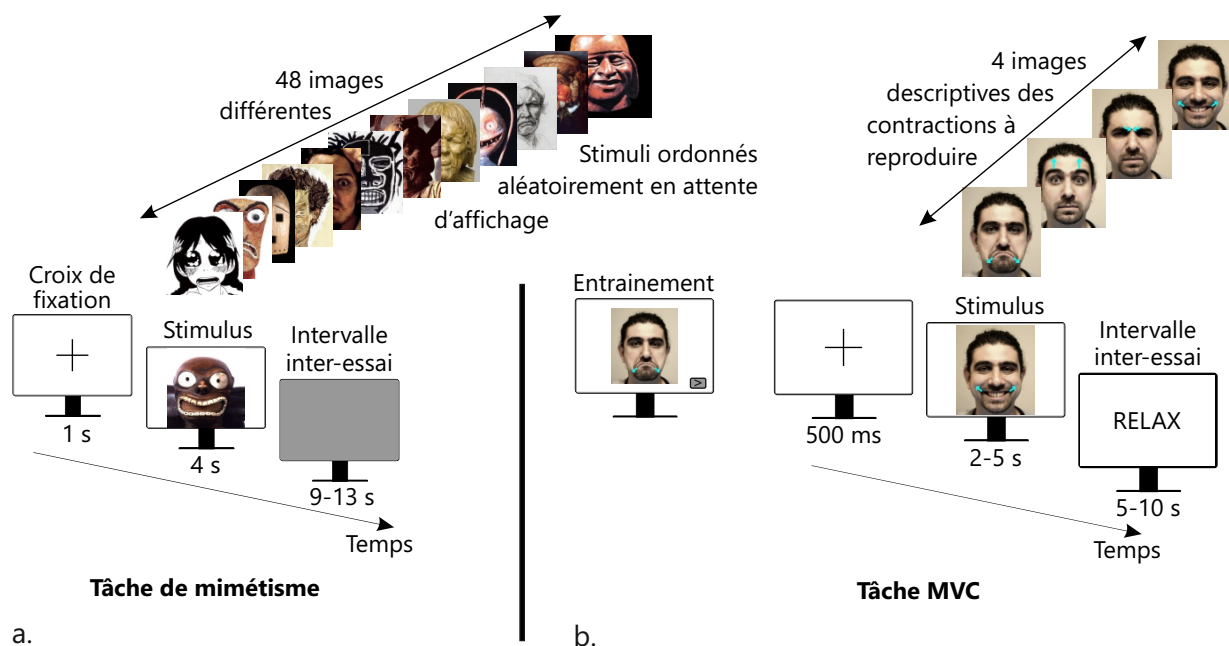 48 images
différentes
Stimuli ordonnés
aléatoirement en attente
d'affichage
Croix de
fixation
Stimulus
Intervalle
inter-essai
1 s
4 s
9-13 s
Temps
Tâche de mimétisme
a.
4 images
descriptives des
contractions à
reproduire
Entrainement
>
Stimulus
Intervalle
inter-essai
RELAX
500 ms
2-5 s
5-10 s
Temps
Tâche MVC
b.